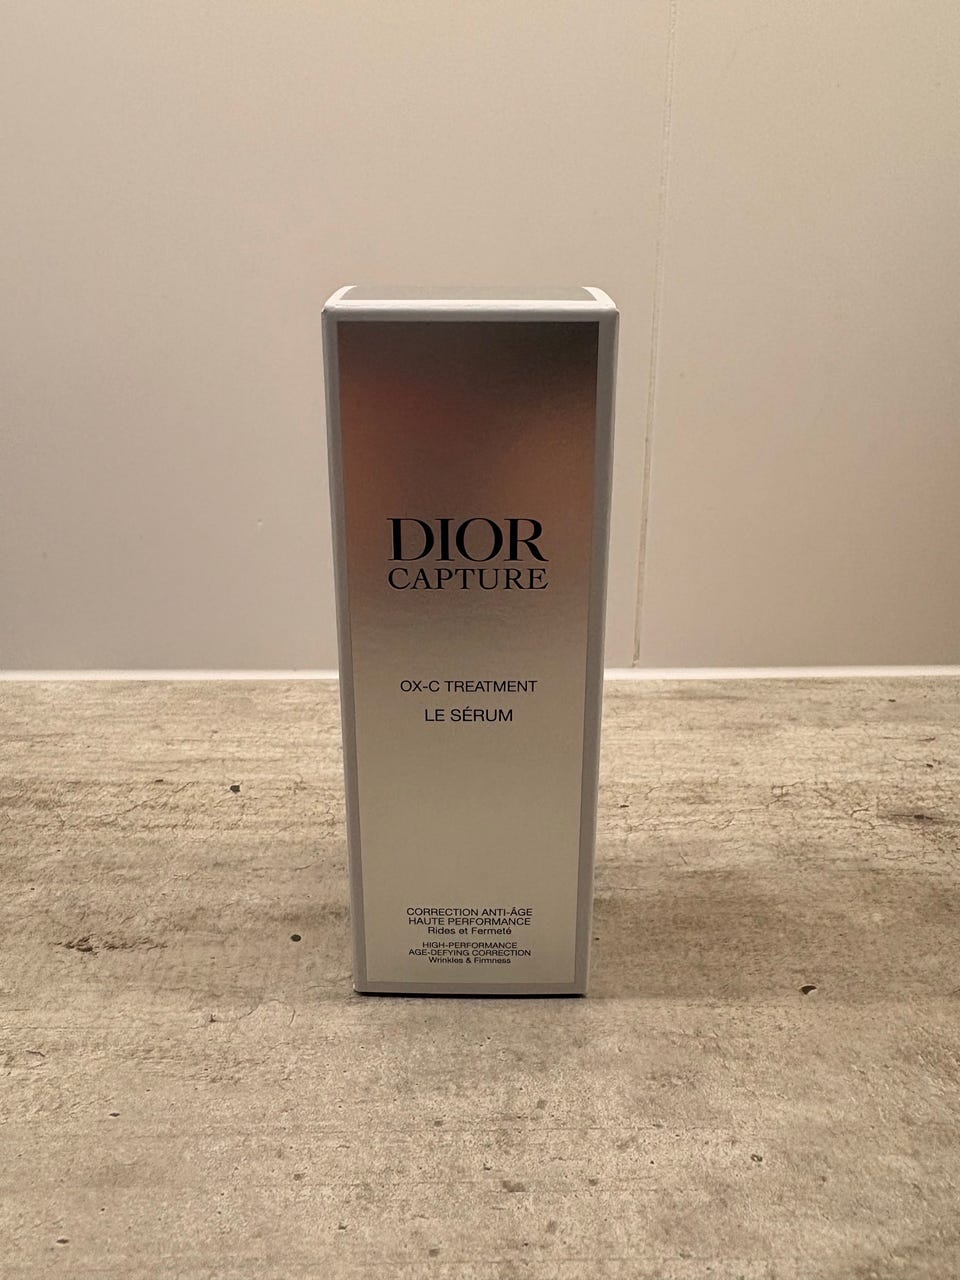 DIOR
CAPTURE
OX-C TREATMENT
LE SÉRUM
CORRECTION ANTI-ÂGE
HAUTE PERFORMANCE
Rides et Fermeté
HIGH-PERFORMANCE
AGE-DEFYING CORRECTION
Wrinkles & Firmness